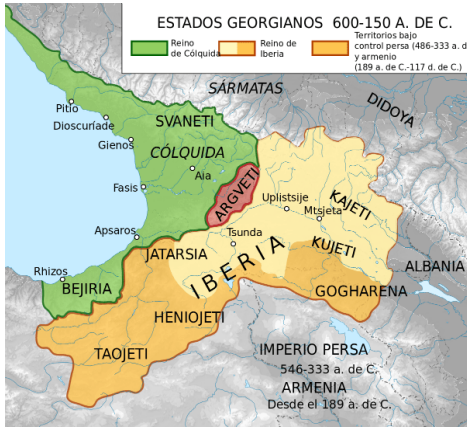 ESTADOS GEORGIANOS 600-150 A. DE C.
Reino
de Cólquida
Reino de
Iberia
Territorios bajo
control persa (486-333 a. d
y armenio
(189 a. de C.-117 d. de C.)
SÁRMATAS
DIDOYA
Pitio
Dioscuríade
SVANETI
Gienos
CÓLQUIDA
Aia
Fasis
ARGVETI
Uplistsije
KAJETI
Mtsjeta
Apsaros
Tsunda
KUJETI
JATARSIA
IBERIA
ALBANIA
Rhizos
BEJIRIA
GOGHARENA
HENIOJETI
TAOJETI
IMPERIO PERSA
546-333 a. de C.
ARMENIA
Desde el 189 a. de C.